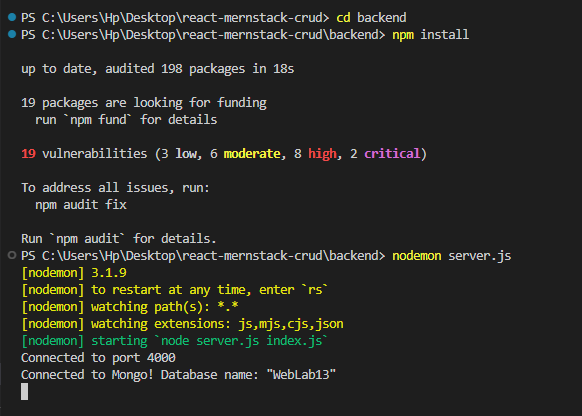 PS C:\Users\Hp\Desktop\react-mernstack-crud> cd backend
PS C:\Users\Hp\Desktop\react-mernstack-crud\backend> npm install
up to date, audited 198 packages in 18s
19 packages are looking for funding
run `npm fund` for details
19 vulnerabilities (3 low, 6 moderate, 8 high, 2 critical)
To address all issues, run:
npm audit fix
Run `npm audit` for details.
PS C:\Users\Hp\Desktop\react-mernstack-crud\backend> nodemon server.js
[nodemon] 3.1.9
[nodemon] to restart at any time, enter `rs`
[nodemon] watching path(s): *.*
[nodemon] watching extensions: js,mjs,cjs,json
[nodemon] starting `node server.js index.js`
Connected to port 4000
Connected to Mongo! Database name: "WebLab13"